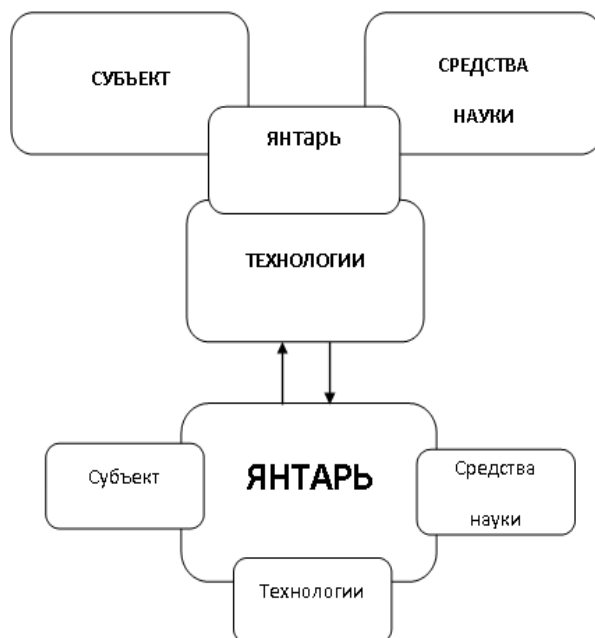 СУБЪЕКТ
СРЕДСТВА
НАУКИ
янтарь
ТЕХНОЛОГИИ
Субъект
ЯНТАРЬ
Средства
науки
Технологии